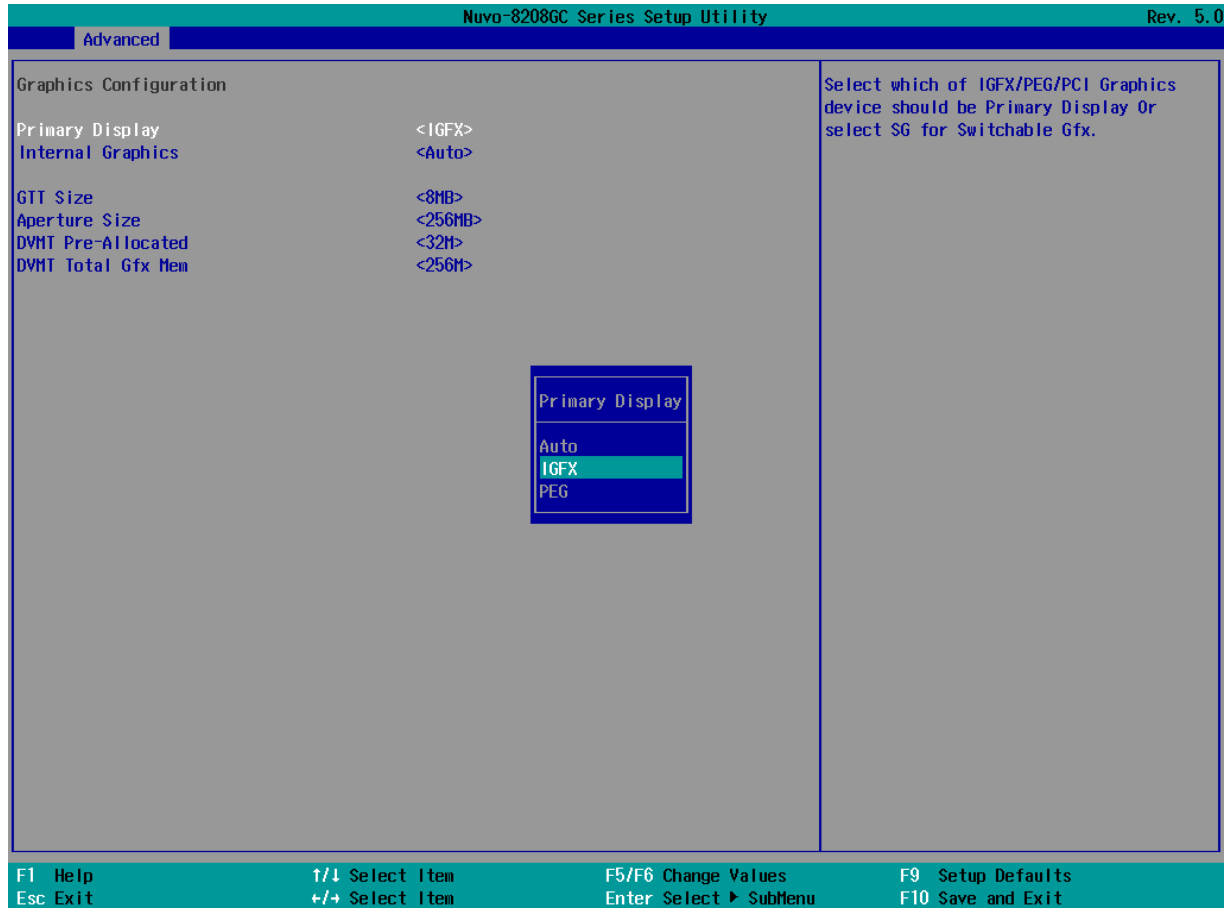 Nuvo-8208GC Series Setup Utility Rev. 5.0
Advanced
Graphics Configuration
Primary Display <IGFX>
Internal Graphics <Auto>
GTT Size <8MB>
Aperture Size <256MB>
DVMT Pre-Allocated <32M>
DVMT Total Gfx Mem <256M>
Select which of IGFX/PEG/PCI Graphics
device should be Primary Display Or
select SG for Switchable Gfx.
Primary Display
Auto
IGFX
PEG
F1 Help ↑/↓ Select Item F5/F6 Change Values F9 Setup Defaults
Esc Exit ←/→ Select Item Enter Select ▶ SubMenu F10 Save and Exit